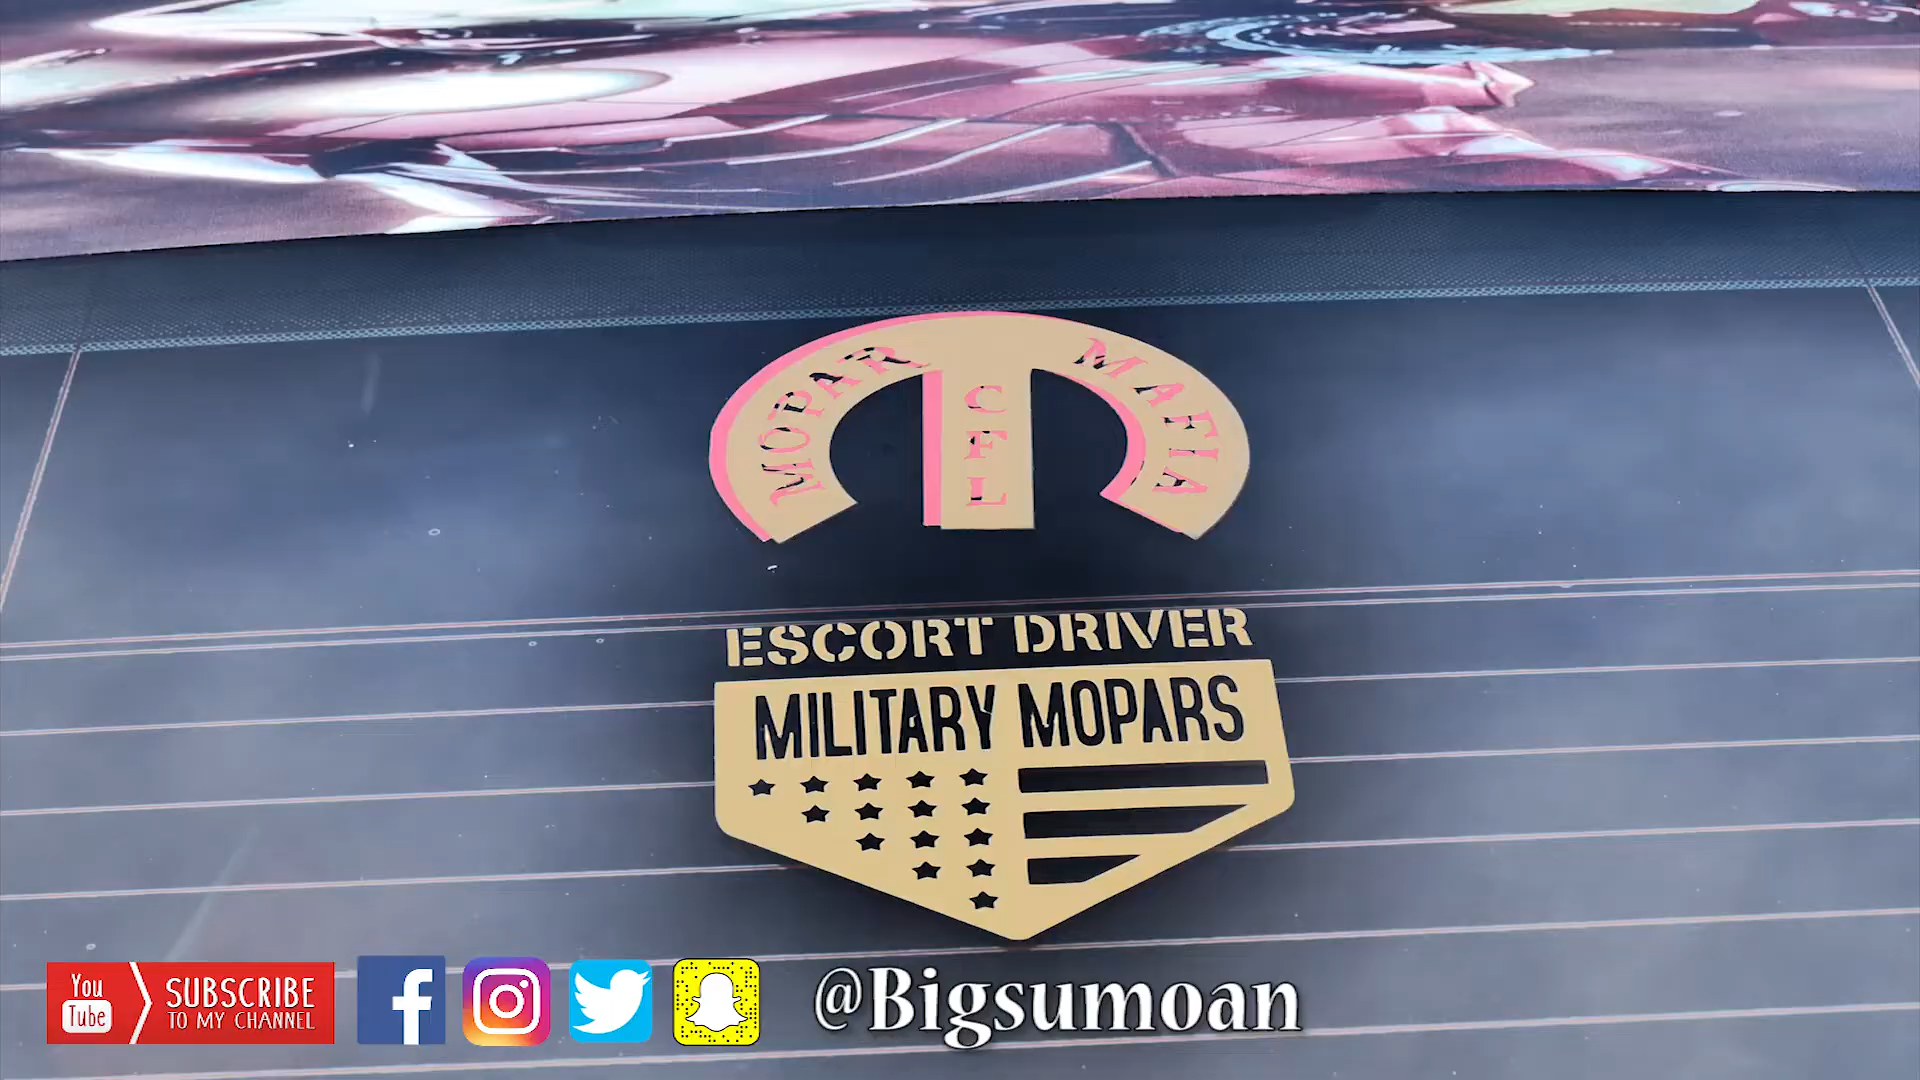 MOPAR MAFIA
CFL
ESCORT DRIVER
MILITARY MOPARS
You Tube SUBSCRIBE TO MY CHANNEL
@Bigsumoan